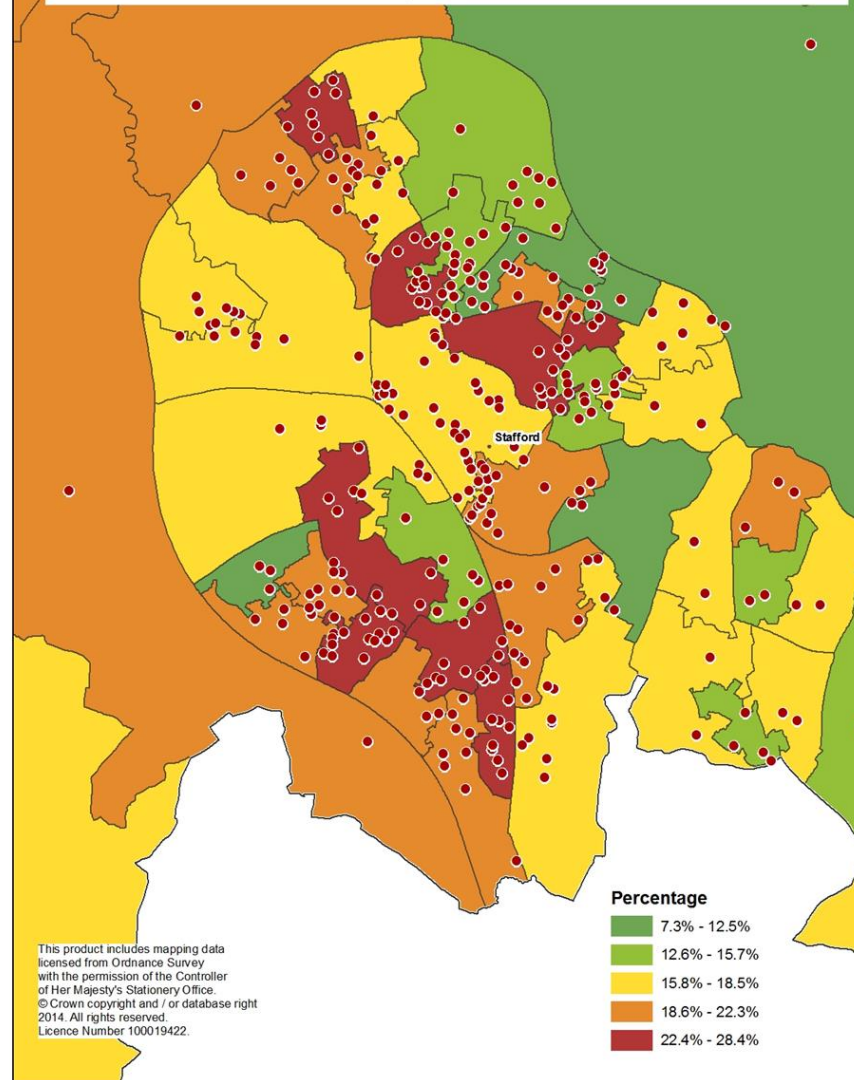 Stafford
Percentage
7.3% - 12.5%
12.6% - 15.7%
15.8% - 18.5%
18.6% - 22.3%
22.4% - 28.4%
This product includes mapping data
licensed from Ordnance Survey
with the permission of the Controller
of Her Majesty's Stationery Office.
© Crown copyright and / or database right
2014. All rights reserved.
Licence Number 100019422.